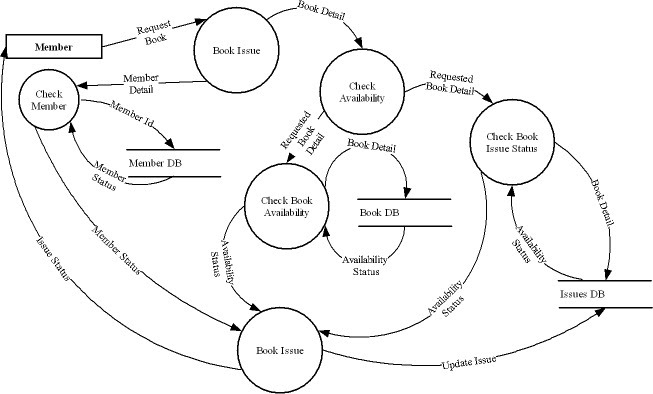 Member
Request
Book
Book Issue
Book Detail
Member
Detail
Check
Member
Member Id
Member DB
Member
Status
Check
Availability
Requested
Book Detail
Requested
Book
Detail
Book Detail
Check Book
Issue Status
Check Book
Availability
Book DB
Availability
Status
Book Detail
Availability
Status
Issues DB
Member Status
Issue Status
Availability
Status
Availability
Status
Book Issue
Update Issue